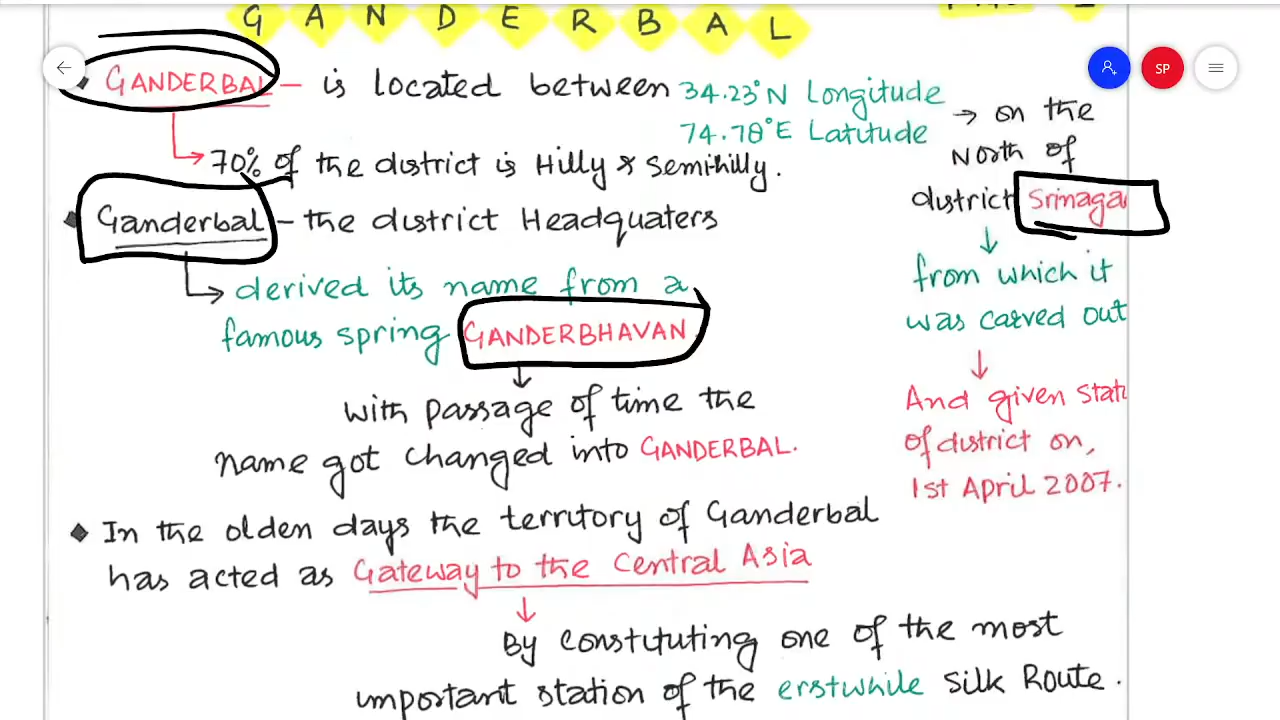 G A N D E R B A L
GANDERBAL – is located between 34.23°N Longitude
74.78°E Latitude
→ on the
North of
district Srinaga
from which it
was carved out
And given stat
of district on,
1st April 2007.
70% of the district is Hilly & Semihilly.
Ganderbal – the district Headquaters
derived its name from a
famous spring GANDERBHAVAN
with passage of time the
name got changed into GANDERBAL.
In the olden days the territory of Ganderbal
has acted as Gateway to the Central Asia
By constituting one of the most
important station of the erstwhile Silk Route.
SP